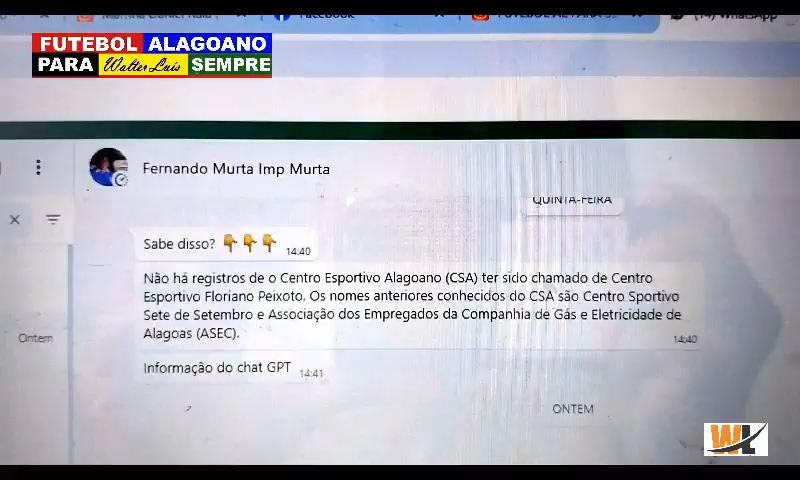 Facebook
(14) WhatsApp
FUTEBOL ALAGOANO
PARA Walter Luis SEMPRE
Fernando Murta Imp Murta
QUINTA-FEIRA
Sabe disso? 👇👇👇 14:40
Não há registros de o Centro Esportivo Alagoano (CSA) ter sido chamado de Centro
Esportivo Floriano Peixoto. Os nomes anteriores conhecidos do CSA são Centro Sportivo
Sete de Setembro e Associação dos Empregados da Companhia de Gás e Eletricidade de
Alagoas (ASEC).
14:40
Ontem
Informação do chat GPT 14:41
ONTEM
WL